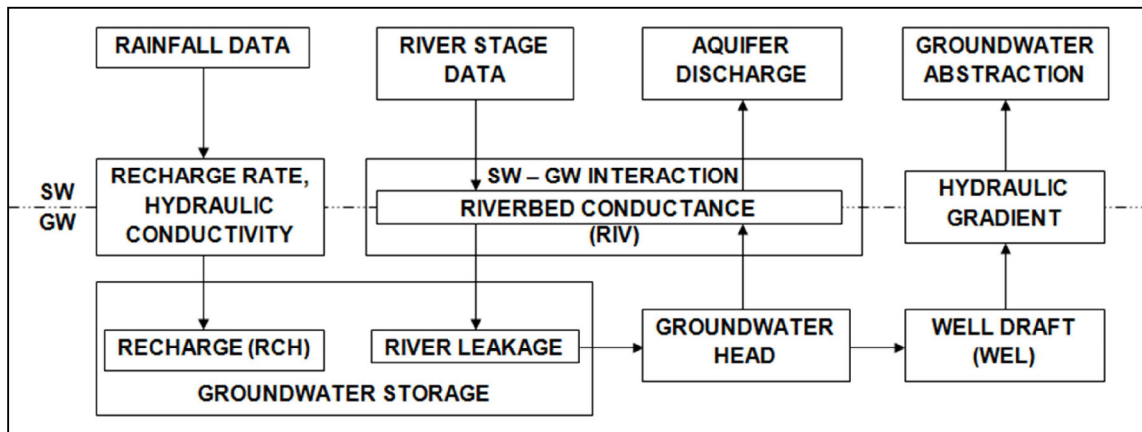 RAINFALL DATA
RIVER STAGE
DATA
AQUIFER
DISCHARGE
GROUNDWATER
ABSTRACTION
SW
GW
RECHARGE RATE,
HYDRAULIC
CONDUCTIVITY
SW – GW INTERACTION
RIVERBED CONDUCTANCE
(RIV)
HYDRAULIC
GRADIENT
RECHARGE (RCH)
RIVER LEAKAGE
GROUNDWATER STORAGE
GROUNDWATER
HEAD
WELL DRAFT
(WEL)